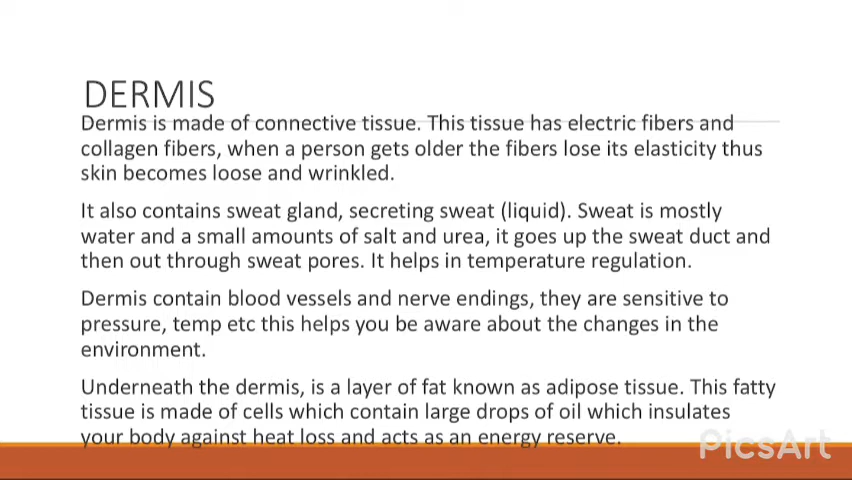 DERMIS
Dermis is made of connective tissue. This tissue has electric fibers and
collagen fibers, when a person gets older the fibers lose its elasticity thus
skin becomes loose and wrinkled.
It also contains sweat gland, secreting sweat (liquid). Sweat is mostly
water and a small amounts of salt and urea, it goes up the sweat duct and
then out through sweat pores. It helps in temperature regulation.
Dermis contain blood vessels and nerve endings, they are sensitive to
pressure, temp etc this helps you be aware about the changes in the
environment.
Underneath the dermis, is a layer of fat known as adipose tissue. This fatty
tissue is made of cells which contain large drops of oil which insulates
your body against heat loss and acts as an energy reserve.
PicsArt